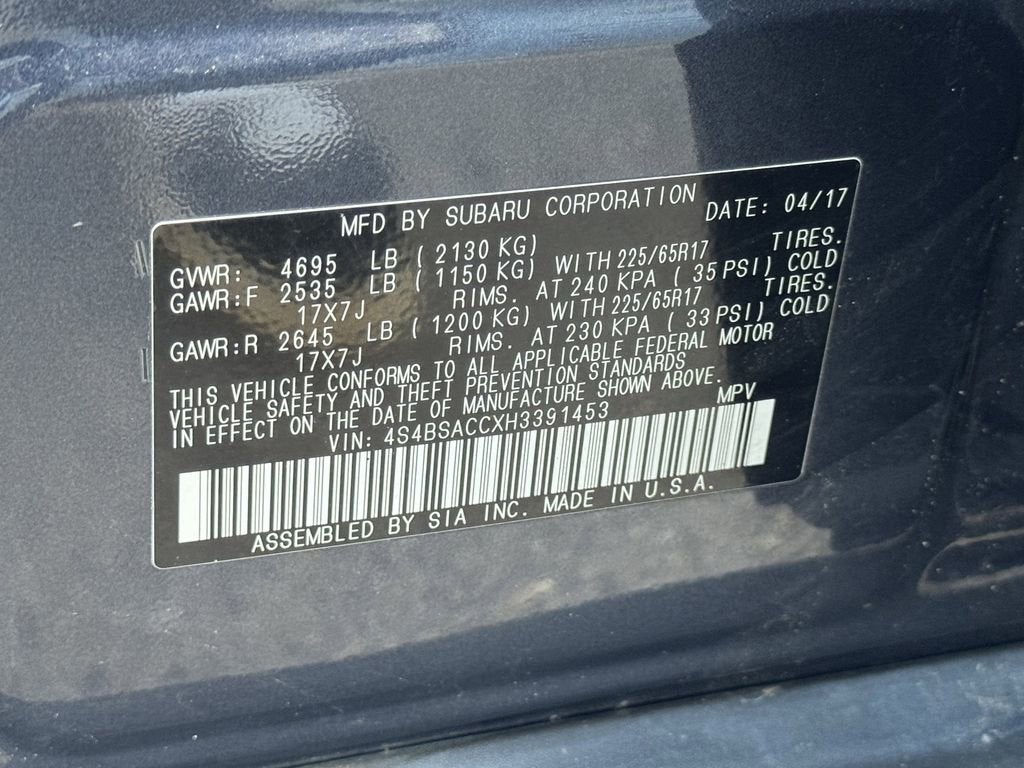 MFD BY SUBARU CORPORATION DATE: 04/17
GVWR: 4695 LB ( 2130 KG)
GAWR:F 2535 LB ( 1150 KG) WITH 225/65R17 TIRES.
17X7J RIMS. AT 240 KPA ( 35 PSI) COLD
GAWR:R 2645 LB ( 1200 KG) WITH 225/65R17 TIRES.
17X7J RIMS. AT 230 KPA ( 33 PSI) COLD
THIS VEHICLE CONFORMS TO ALL APPLICABLE FEDERAL MOTOR
VEHICLE SAFETY AND THEFT PREVENTION STANDARDS
IN EFFECT ON THE DATE OF MANUFACTURE SHOWN ABOVE.
VIN: 4S4BSACCXH3391453 MPV
ASSEMBLED BY SIA INC. MADE IN U.S.A.